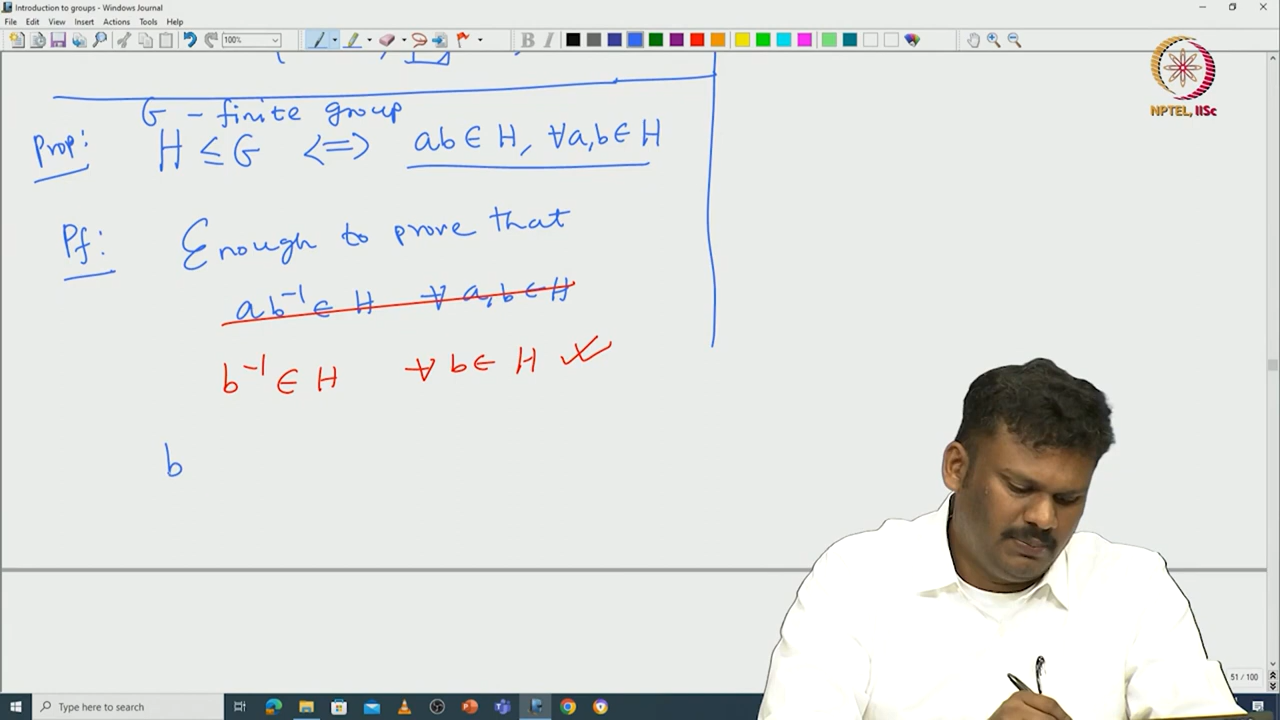 Introduction to groups - Windows Journal
File Edit View Insert Actions Tools Help
100%
B I
NPTEL, IISc
G - finite group
Prop: H ≤ G <=> ab ∈ H, ∀a,b ∈ H
Pf: Enough to prove that
ab⁻¹ ∈ H ∀ a,b ∈ H
b⁻¹ ∈ H ∀ b ∈ H
b
51 / 100
Type here to search